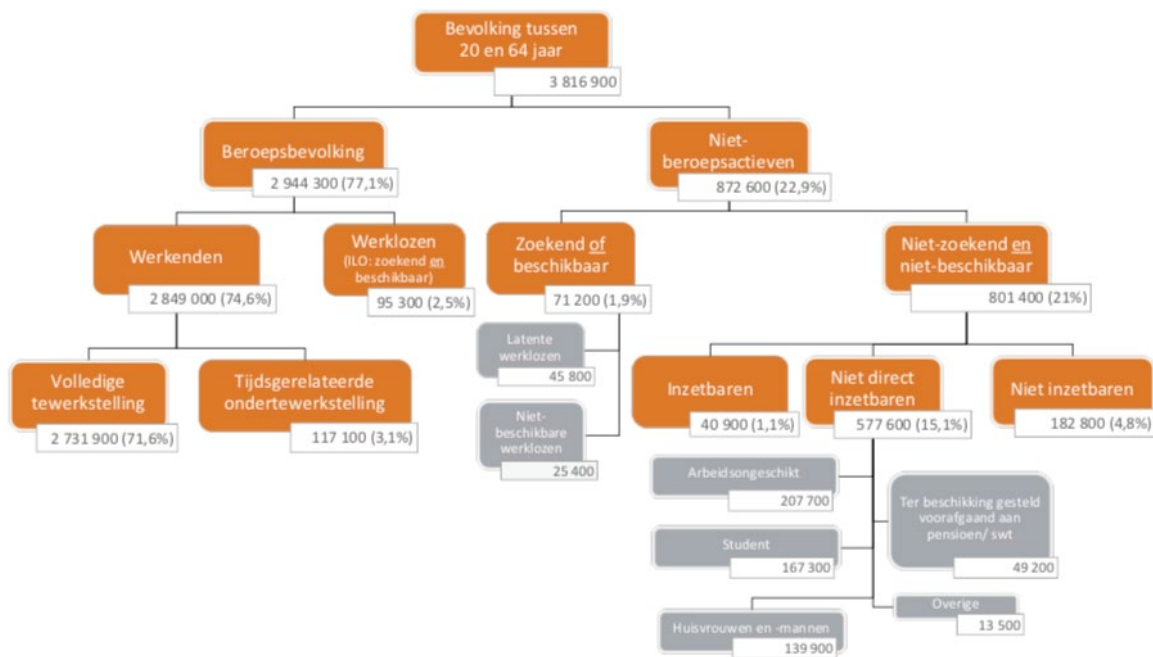 Bevolking tussen
20 en 64 jaar
3 816 900
Beroepsbevolking
2 944 300 (77,1%)
Niet-
beroepsactieven
872 600 (22,9%)
Werkenden
2 849 000 (74,6%)
Werklozen
(ILO: zoekend en
beschikbaar)
95 300 (2,5%)
Zoekend of
beschikbaar
71 200 (1,9%)
Niet-zoekend en
niet-beschikbaar
801 400 (21%)
Latente
werklozen
45 800
Niet-
beschikbare
werklozen
25 400
Volledige
tewerkstelling
2 731 900 (71,6%)
Tijdsgerelateerde
ondertewerkstelling
117 100 (3,1%)
Inzetbaren
40 900 (1,1%)
Niet direct
inzetbaren
577 600 (15,1%)
Niet inzetbaren
182 800 (4,8%)
Arbeidsongeschikt
207 700
Ter beschikking gesteld
voorafgaand aan
pensioen/ swt
49 200
Student
167 300
Overige
13 500
Huisvrouwen en -mannen
139 900